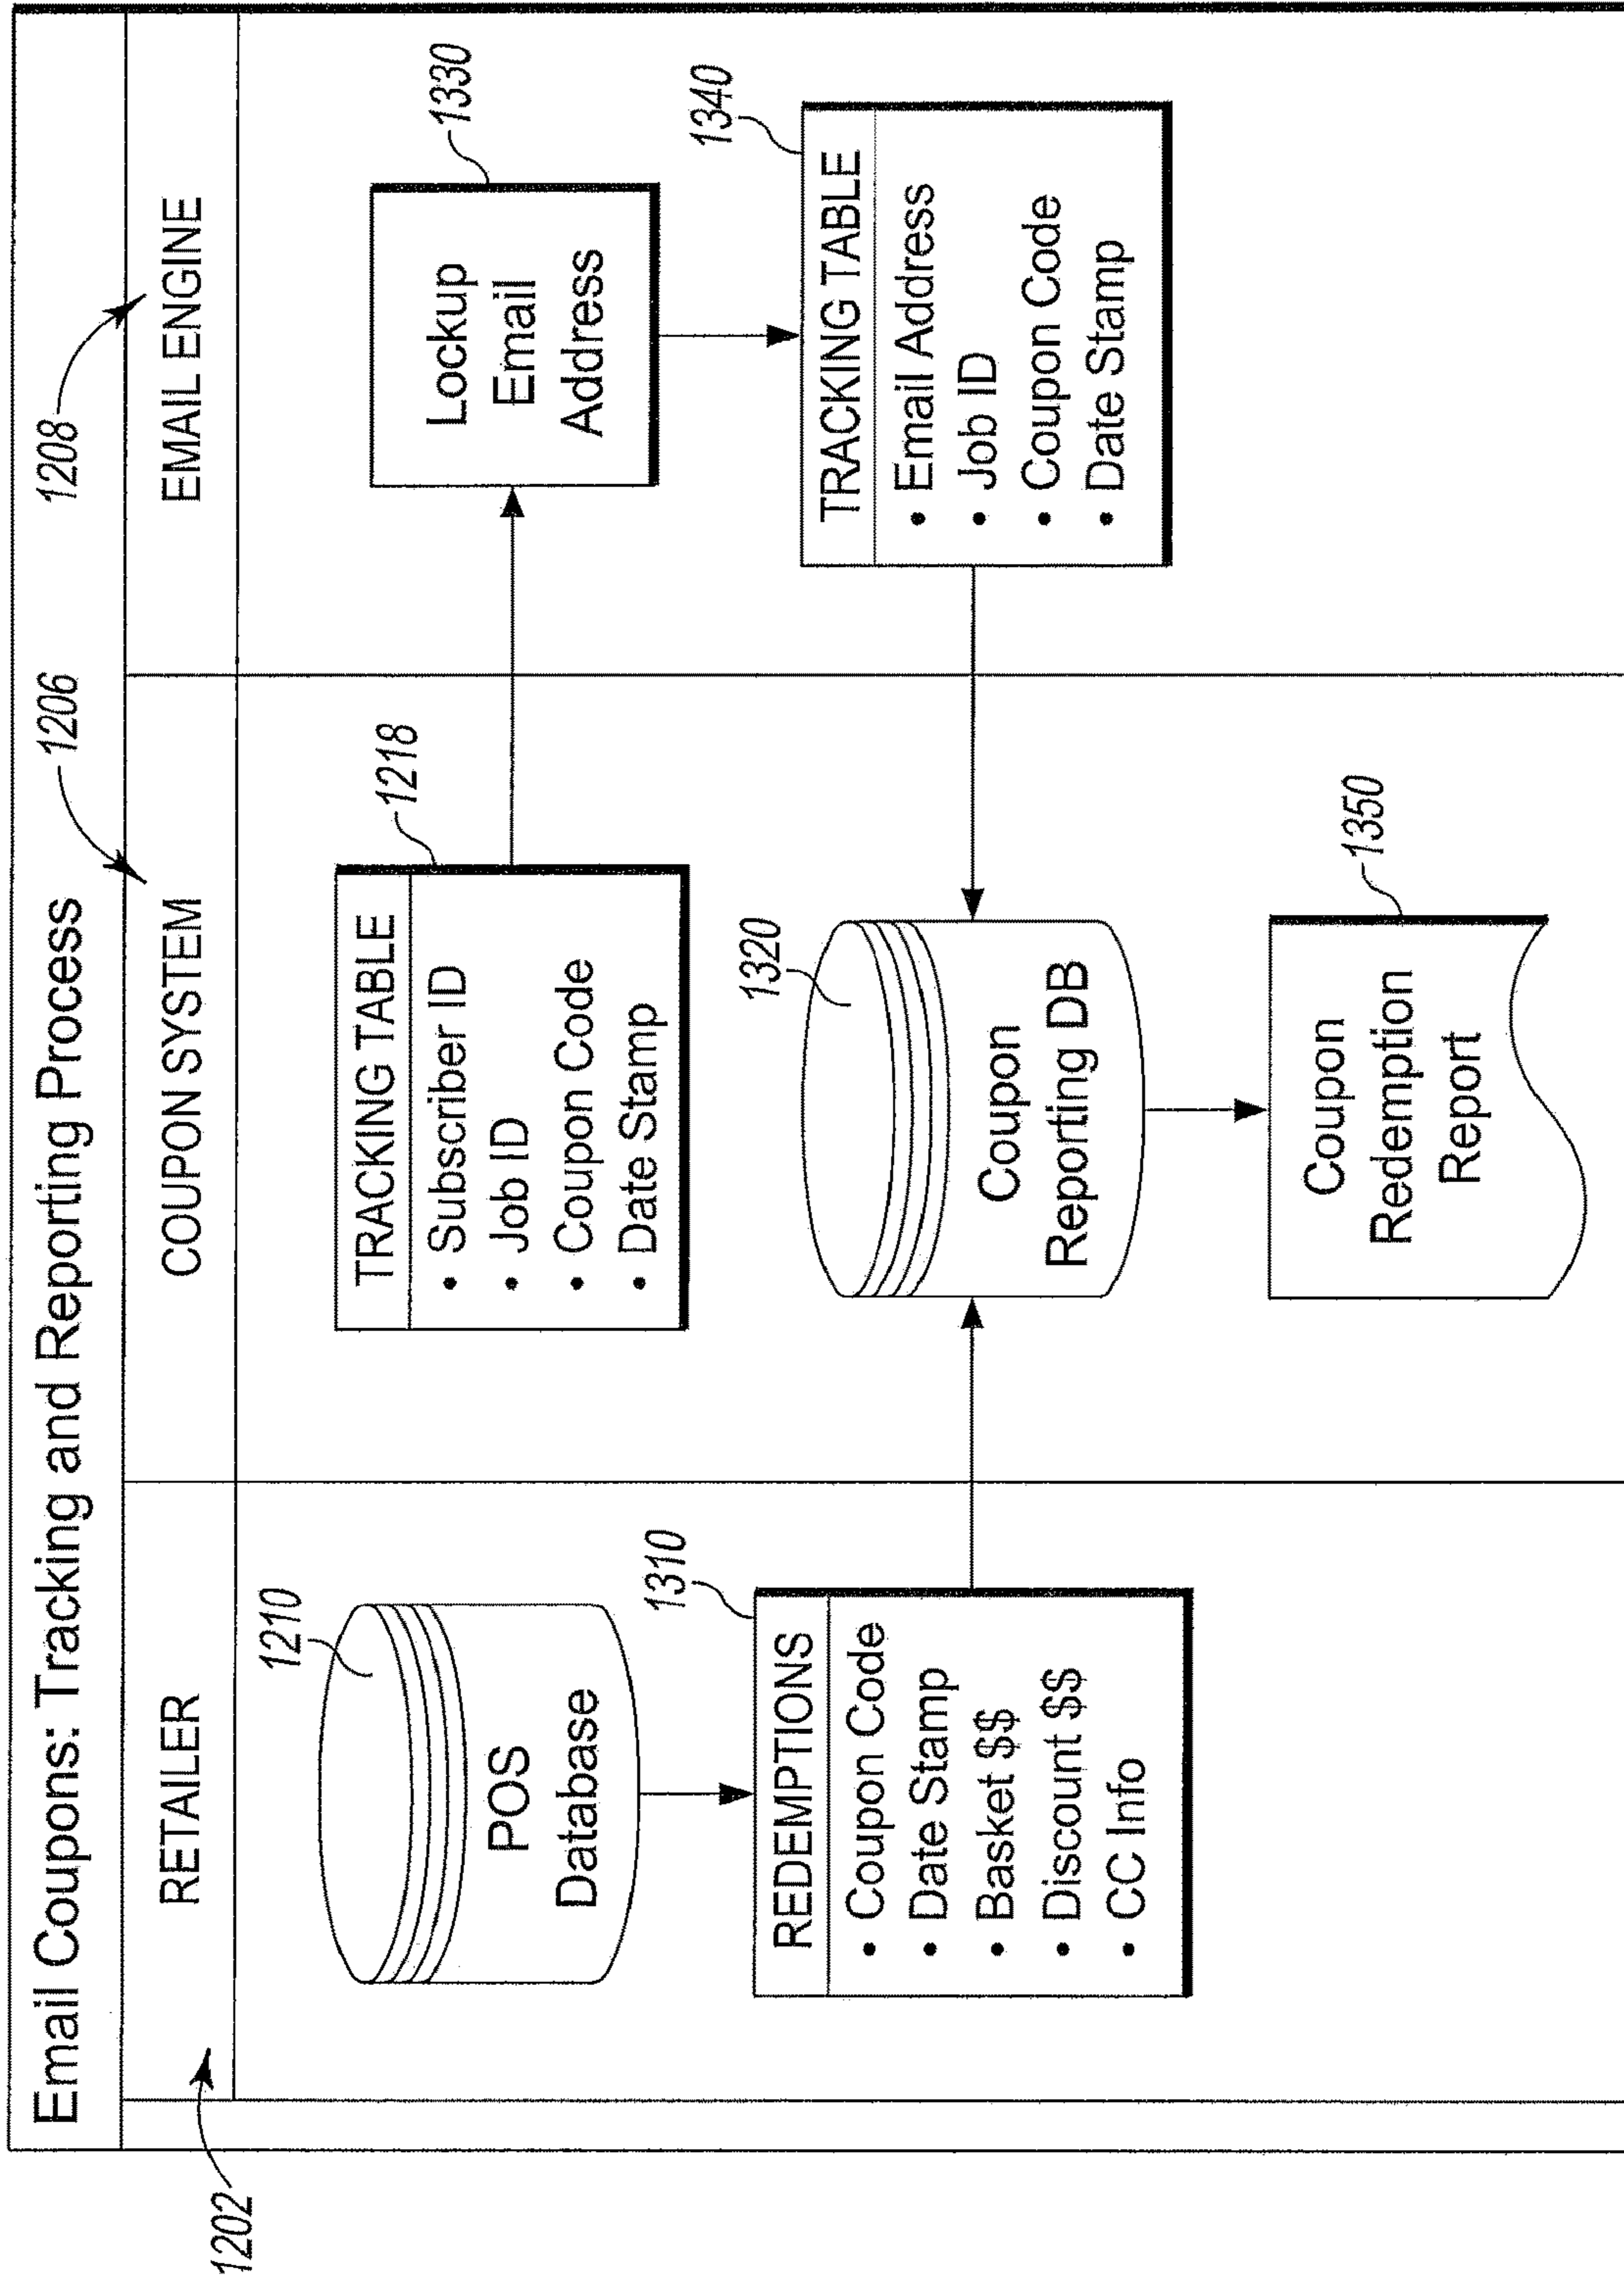 Email Coupons: Tracking and Reporting Process
1202
1206
1208
RETAILER
COUPON SYSTEM
EMAIL ENGINE
1210
POS
Database
1310
REDEMPTIONS
• Coupon Code
• Date Stamp
• Basket $$
• Discount $$
• CC Info
1218
TRACKING TABLE
• Subscriber ID
• Job ID
• Coupon Code
• Date Stamp
1320
Coupon
Reporting DB
1350
Coupon
Redemption
Report
1330
Lockup
Email
Address
1340
TRACKING TABLE
• Email Address
• Job ID
• Coupon Code
• Date Stamp